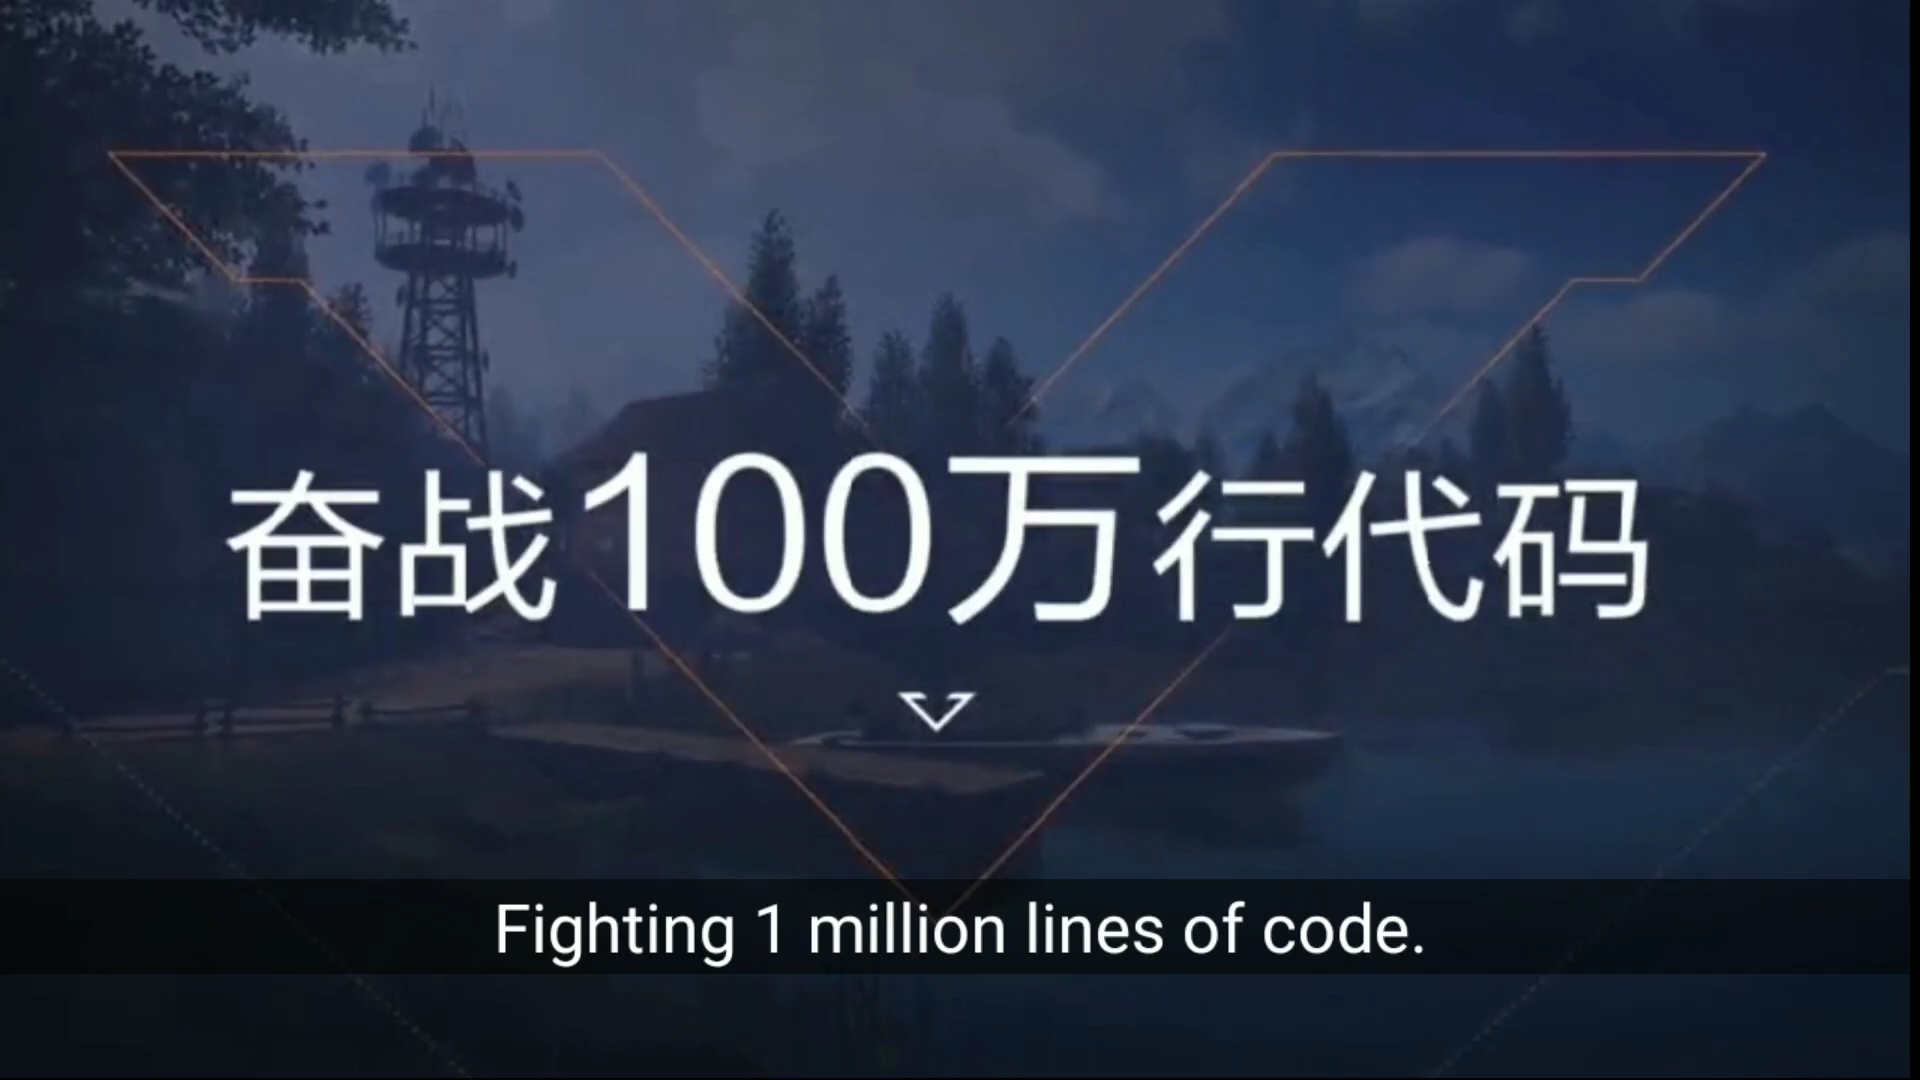 奋战100万行代码
Fighting 1 million lines of code.